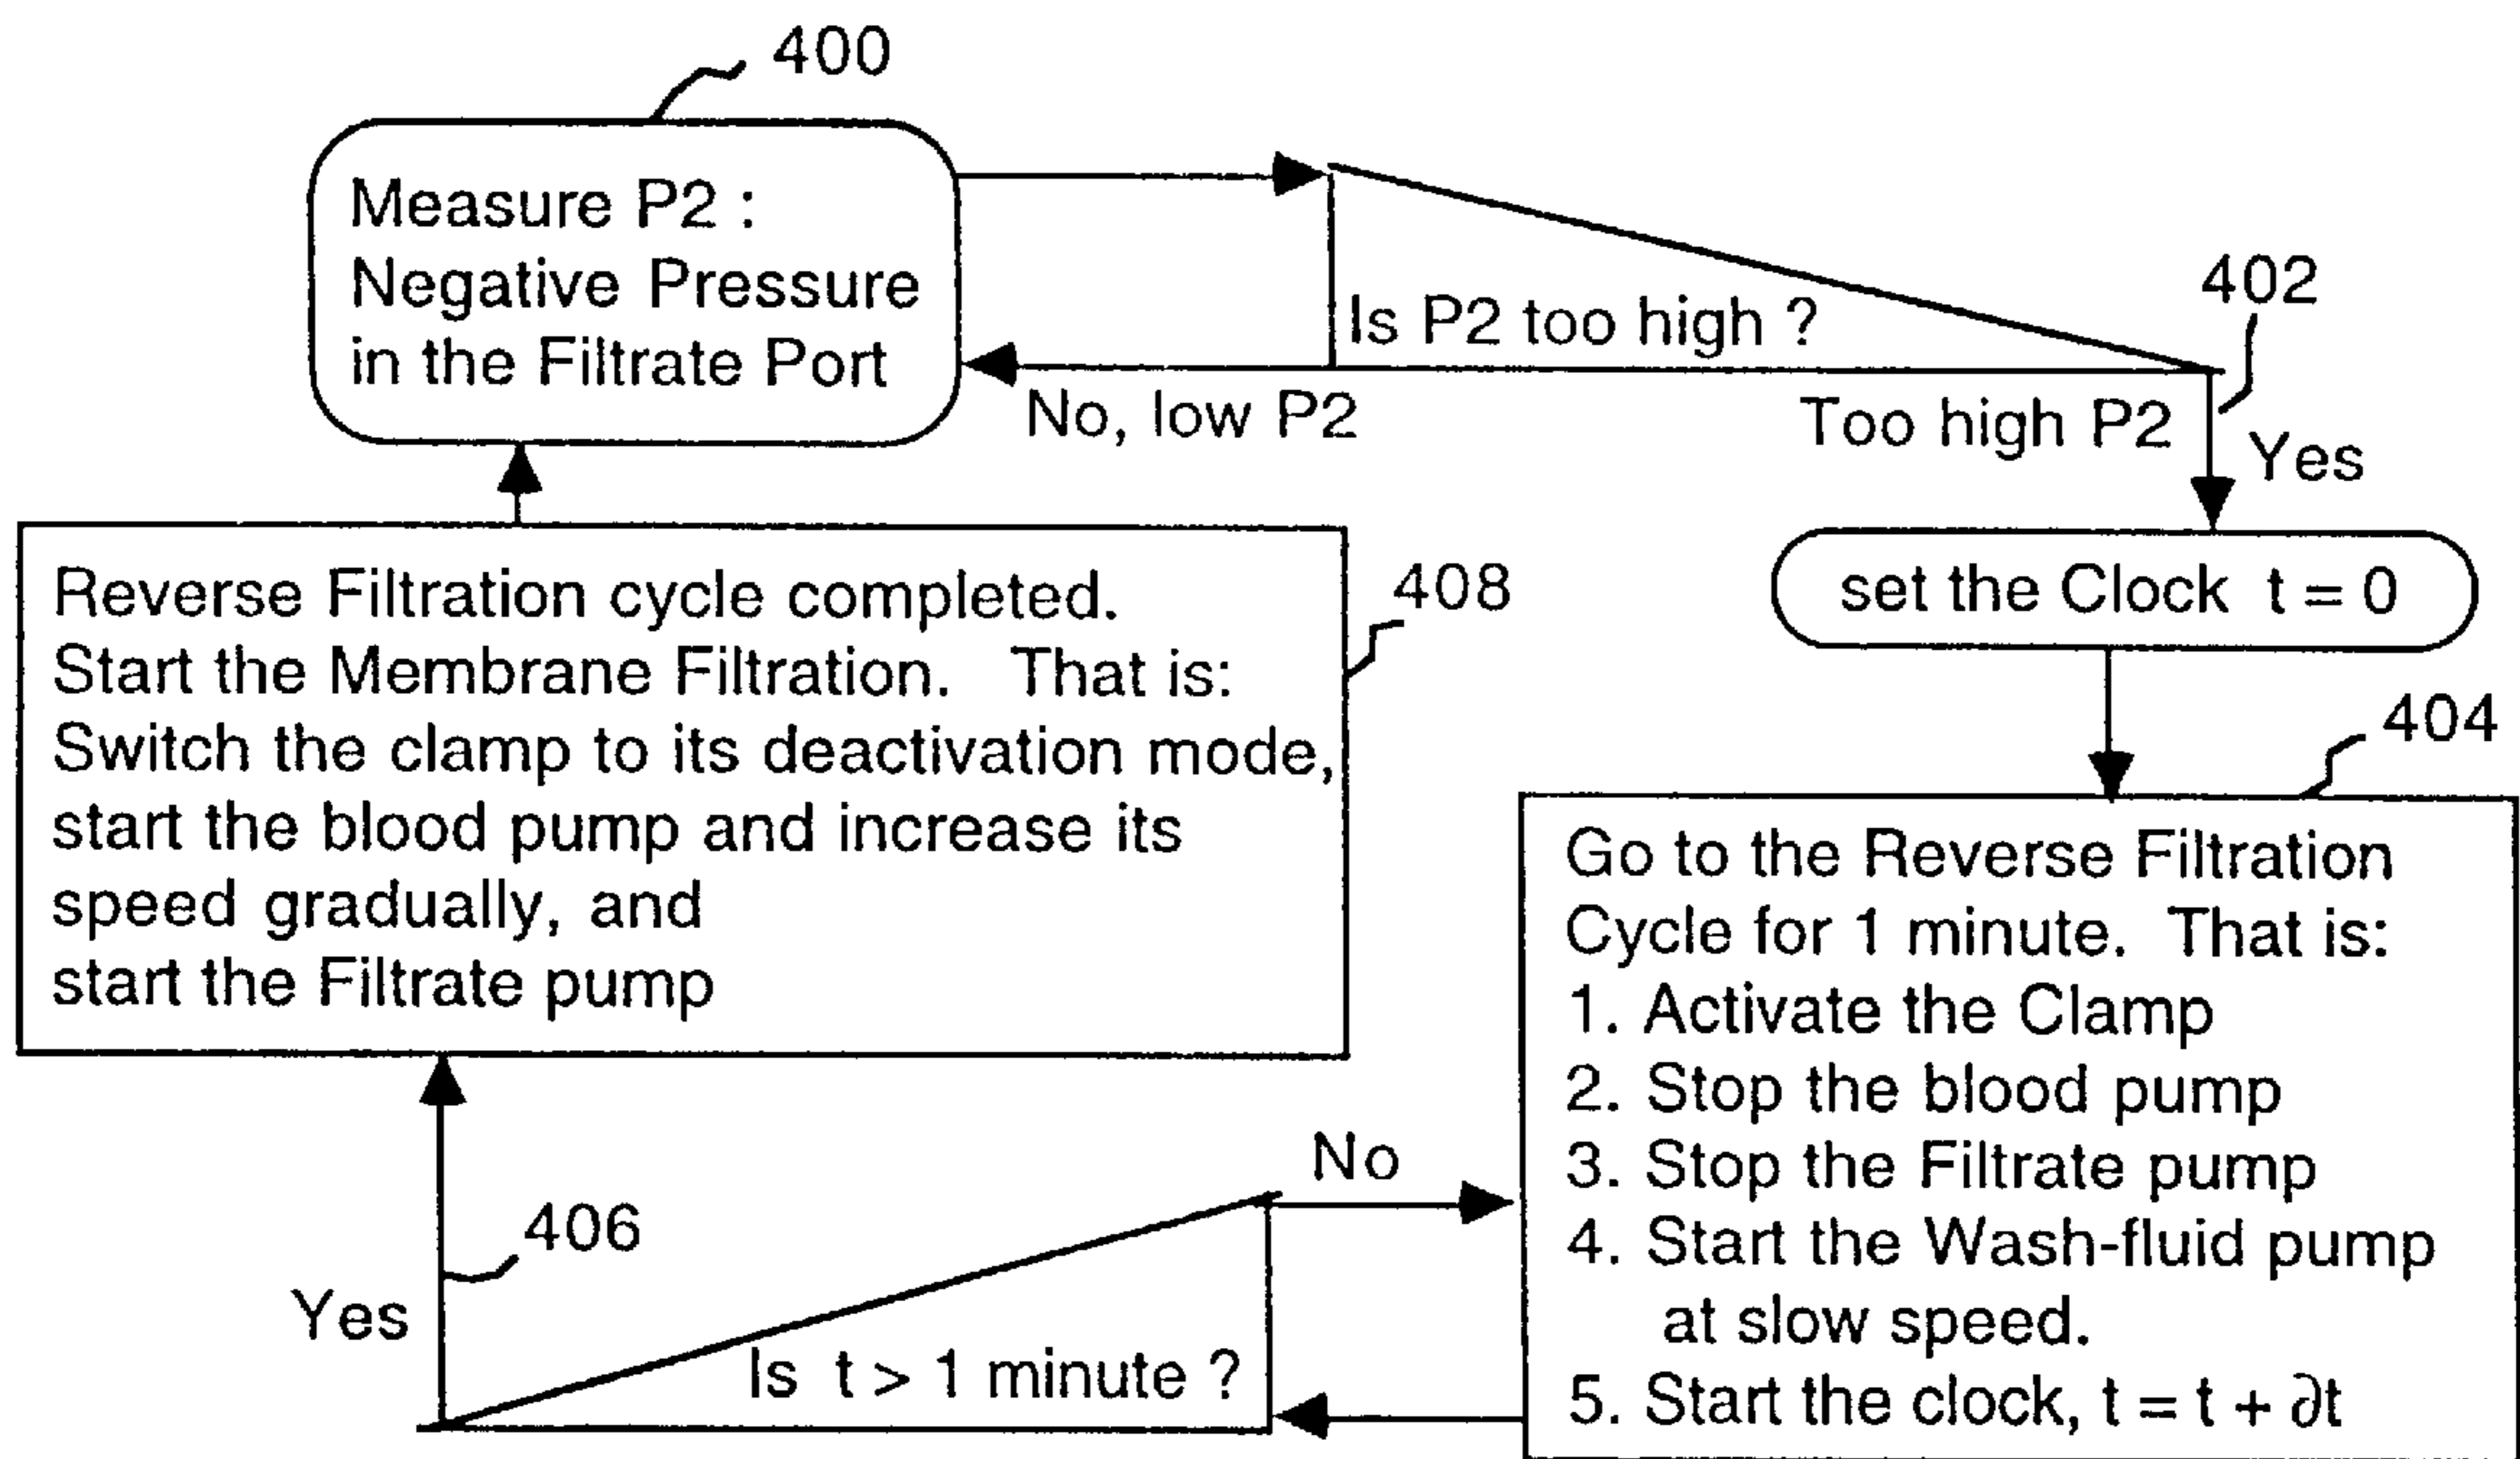 400
Measure P2 :
Negative Pressure
in the Filtrate Port
Is P2 too high ?
402
No, low P2
Too high P2
Yes
set the Clock t = 0
404
Go to the Reverse Filtration
Cycle for 1 minute. That is:
1. Activate the Clamp
2. Stop the blood pump
3. Stop the Filtrate pump
4. Start the Wash-fluid pump
at slow speed.
5. Start the clock, t = t + ∂t
No
Is t > 1 minute ?
406
Yes
408
Reverse Filtration cycle completed.
Start the Membrane Filtration. That is:
Switch the clamp to its deactivation mode,
start the blood pump and increase its
speed gradually, and
start the Filtrate pump